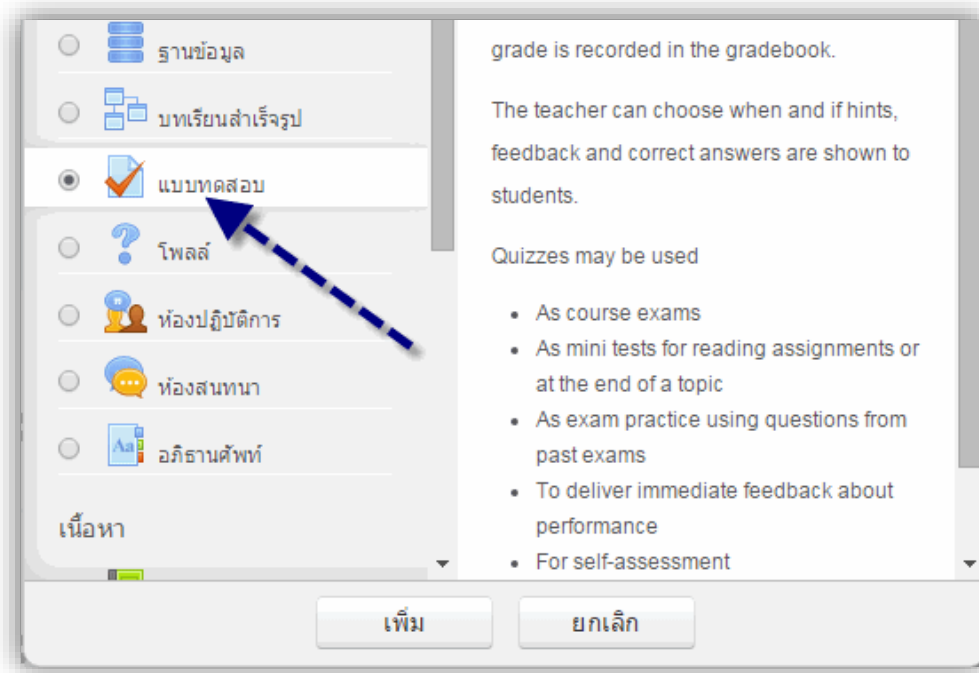 ฐานข้อมูล
บทเรียนสำเร็จรูป
แบบทดสอบ
โพลล์
ห้องปฏิบัติการ
ห้องสนทนา
Aa
อภิธานศัพท์
เนื้อหา
grade is recorded in the gradebook.
The teacher can choose when and if hints,
feedback and correct answers are shown to
students.
Quizzes may be used
As course exams
As mini tests for reading assignments or
at the end of a topic
As exam practice using questions from
past exams
To deliver immediate feedback about
performance
For self-assessment
เพิ่ม
ยกเลิก